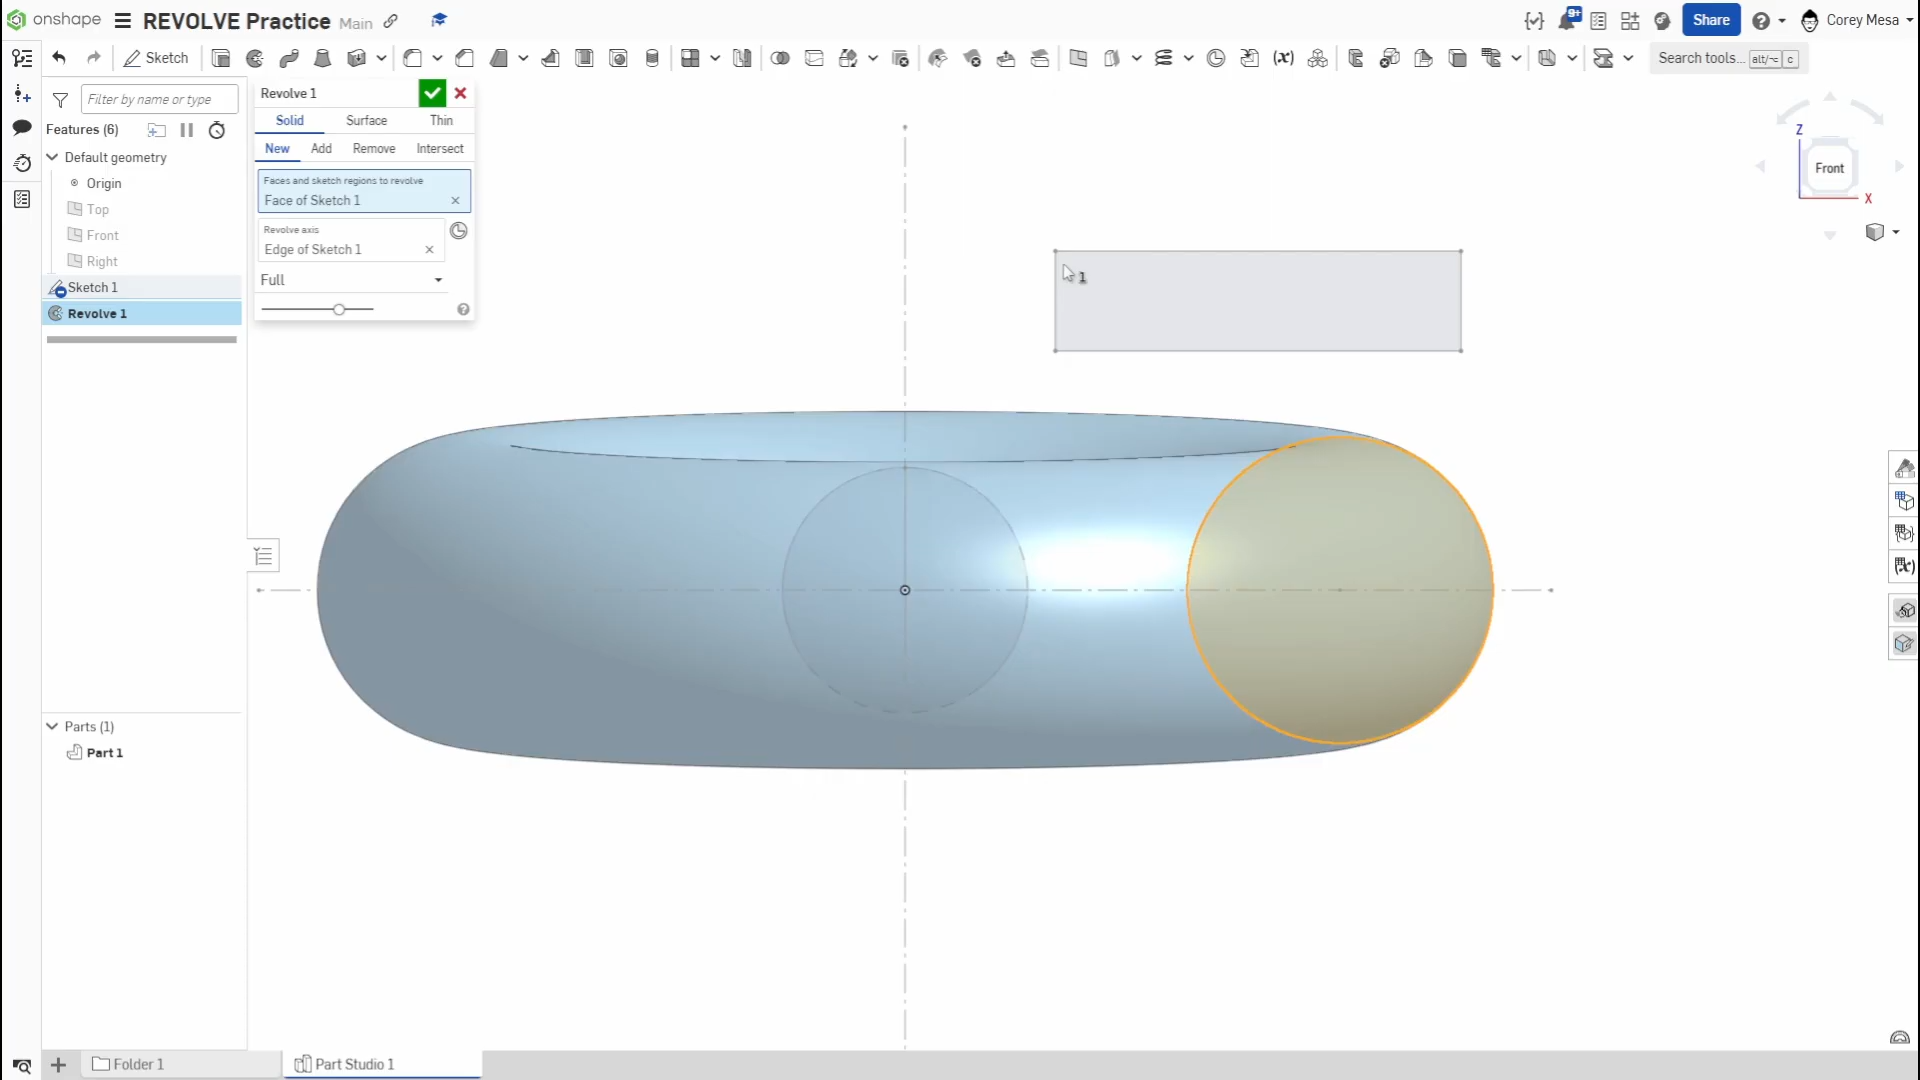 onshape REVOLVE Practice Main 9+ Share Corey Mesa
Sketch (x) Search tools... alt/⌥ c
Filter by name or type
Features (6)
Default geometry
Origin
Top
Front
Right
Sketch 1
Revolve 1
Revolve 1
Solid Surface Thin
New Add Remove Intersect
Faces and sketch regions to revolve
Face of Sketch 1
Revolve axis
Edge of Sketch 1
Full
1
Z
Front
X
(x)
Parts (1)
Part 1
Folder 1 Part Studio 1